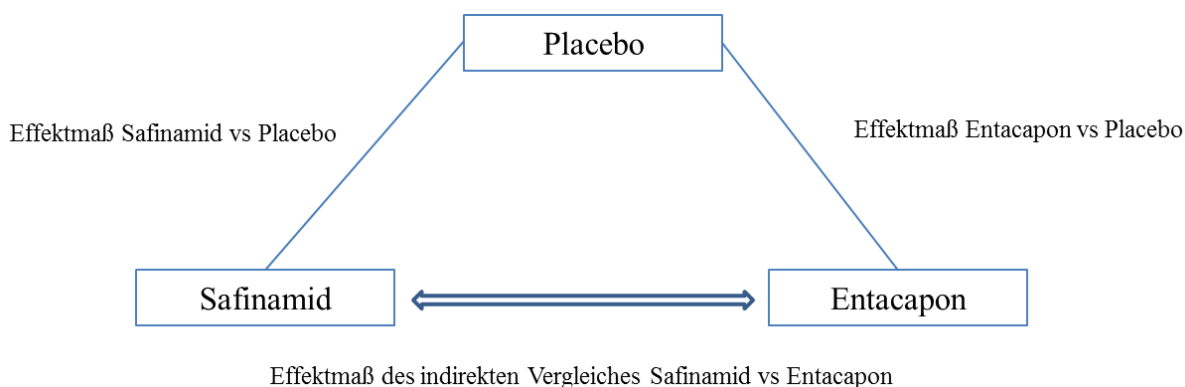 Placebo
Effektmaß Safinamid vs Placebo
Effektmaß Entacapon vs Placebo
Safinamid
Entacapon
Effektmaß des indirekten Vergleiches Safinamid vs Entacapon